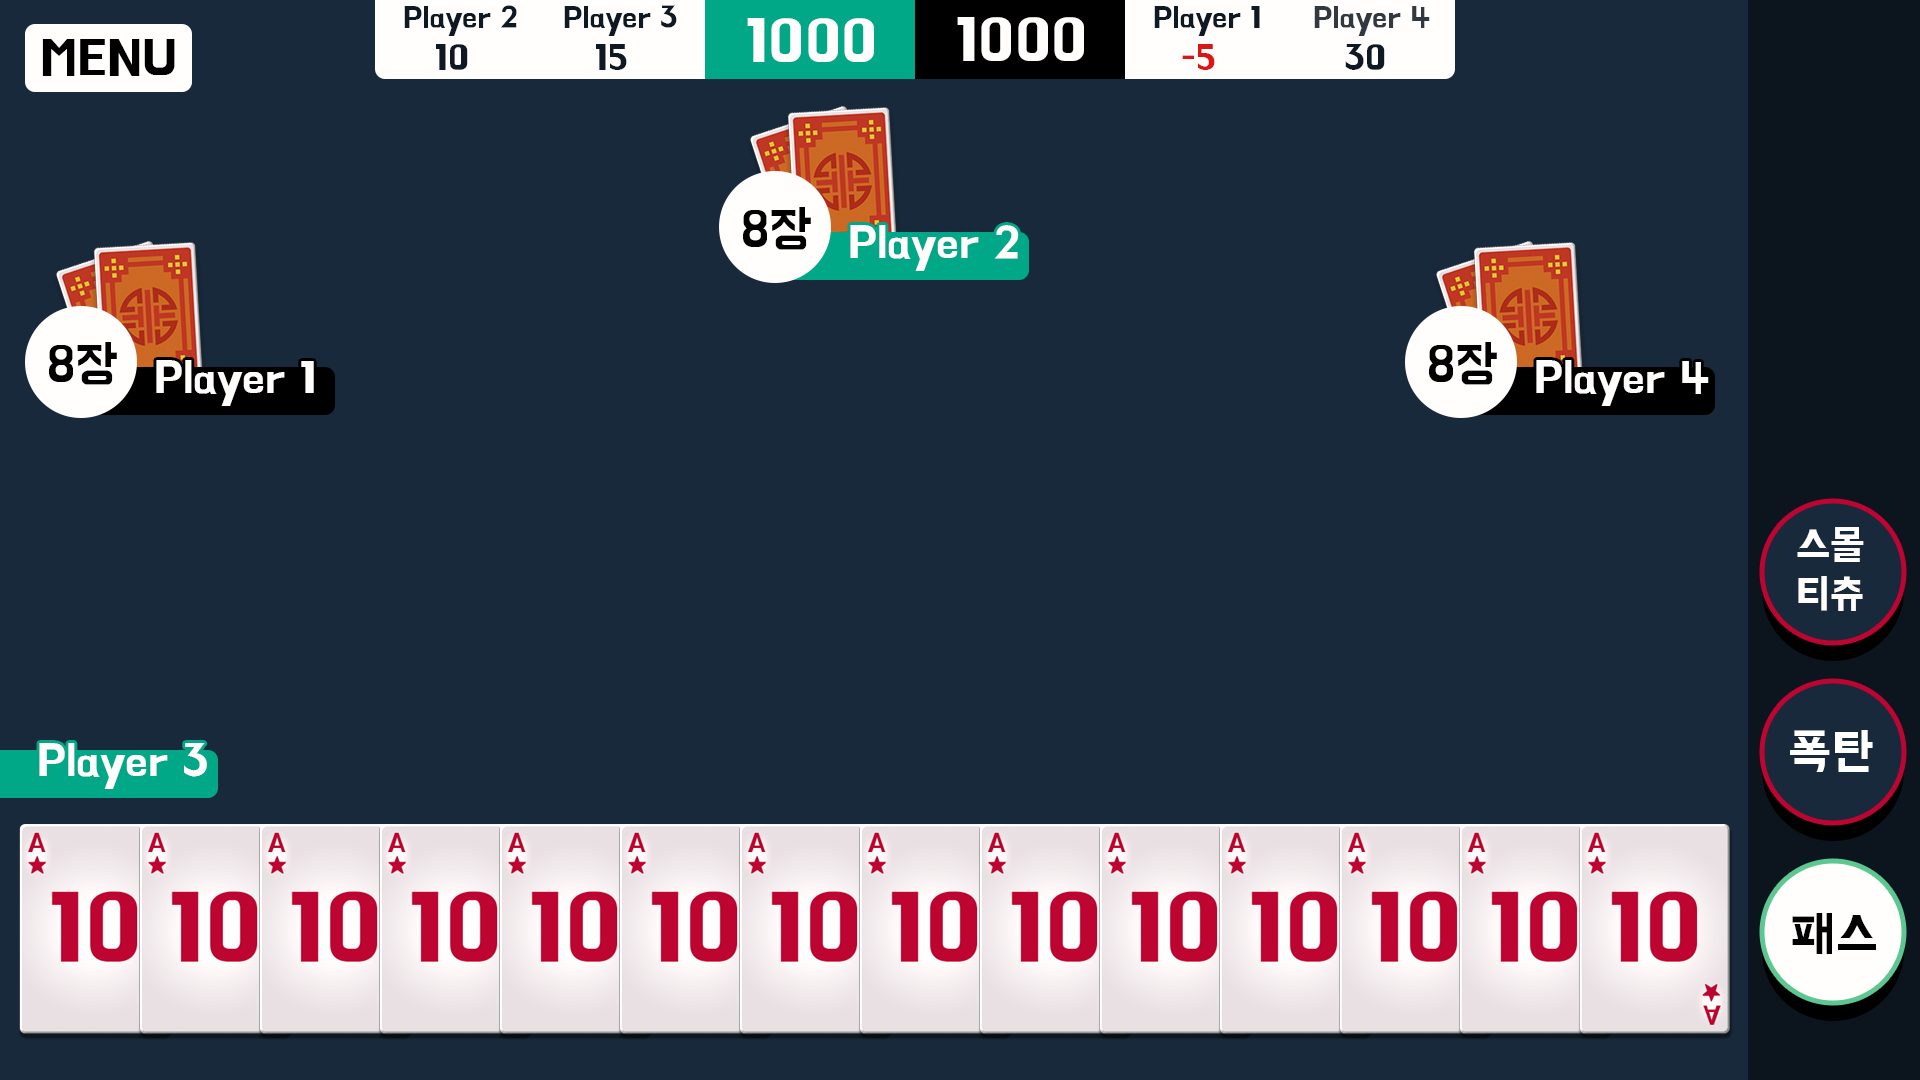 MENU
Player 2 Player 3 1000 1000 Player 1 Player 4
10 15 -5 30
8장
Player 2
8장
Player 1
8장
Player 4
스몰
티츄
폭탄
Player 3
A A A A A A A A A A A A A A
10 10 10 10 10 10 10 10 10 10 10 10 10 10
패스
A